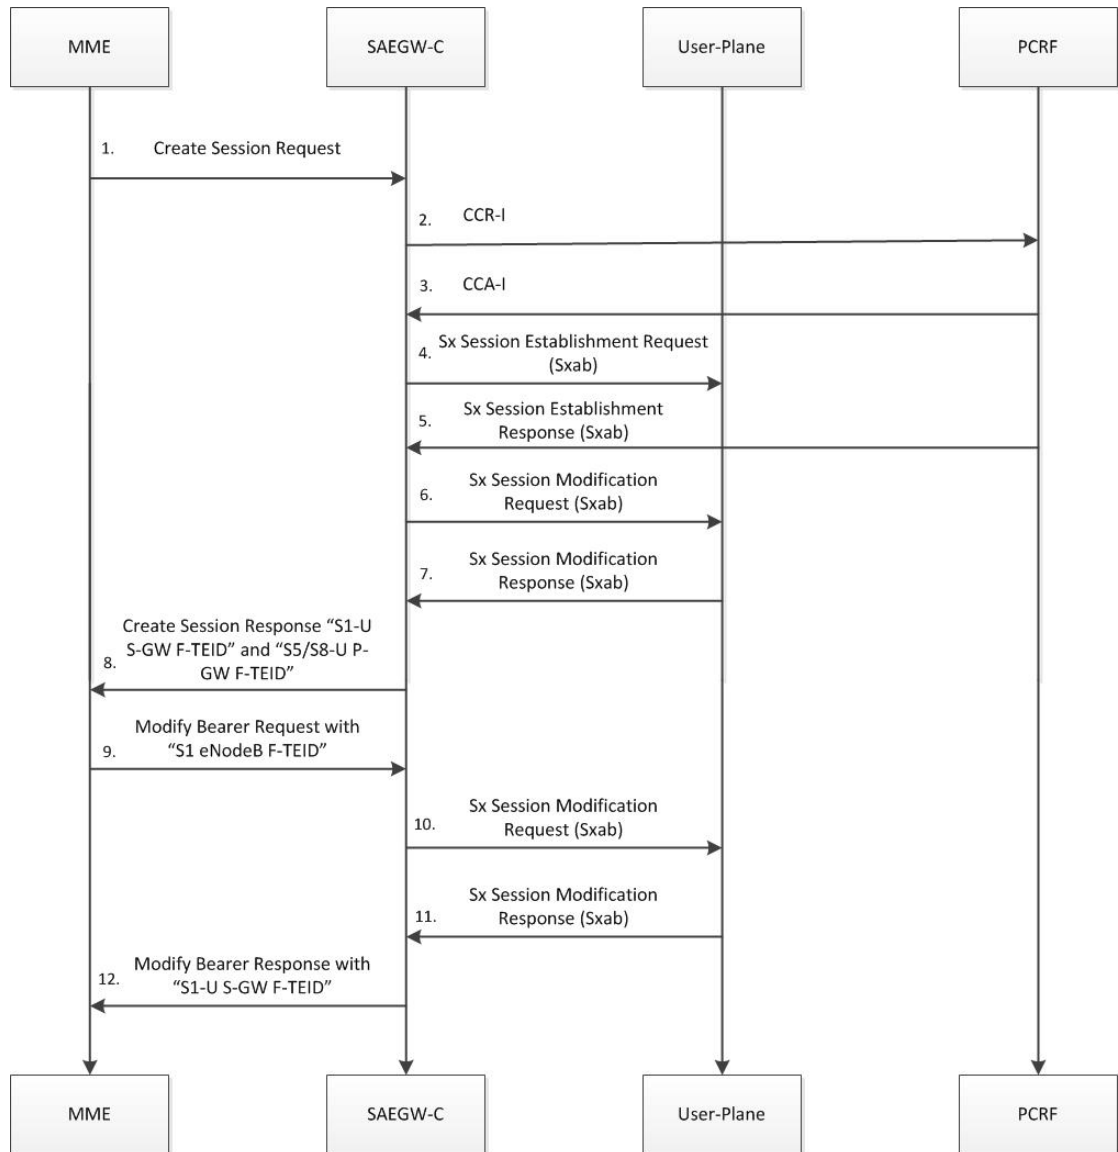 MME
SAEGW-C
User-Plane
PCRF
1.
Create Session Request
2.
CCR-I
3.
CCA-I
4.
Sx Session Establishment Request
(Sxab)
5.
Sx Session Establishment
Response (Sxab)
6.
Sx Session Modification
Request (Sxab)
7.
Sx Session Modification
Response (Sxab)
8.
Create Session Response “S1-U
S-GW F-TEID” and “S5/S8-U P-
GW F-TEID”
9.
Modify Bearer Request with
“S1 eNodeB F-TEID”
10.
Sx Session Modification
Request (Sxab)
11.
Sx Session Modification
Response (Sxab)
12.
Modify Bearer Response with
“S1-U S-GW F-TEID”
MME
SAEGW-C
User-Plane
PCRF